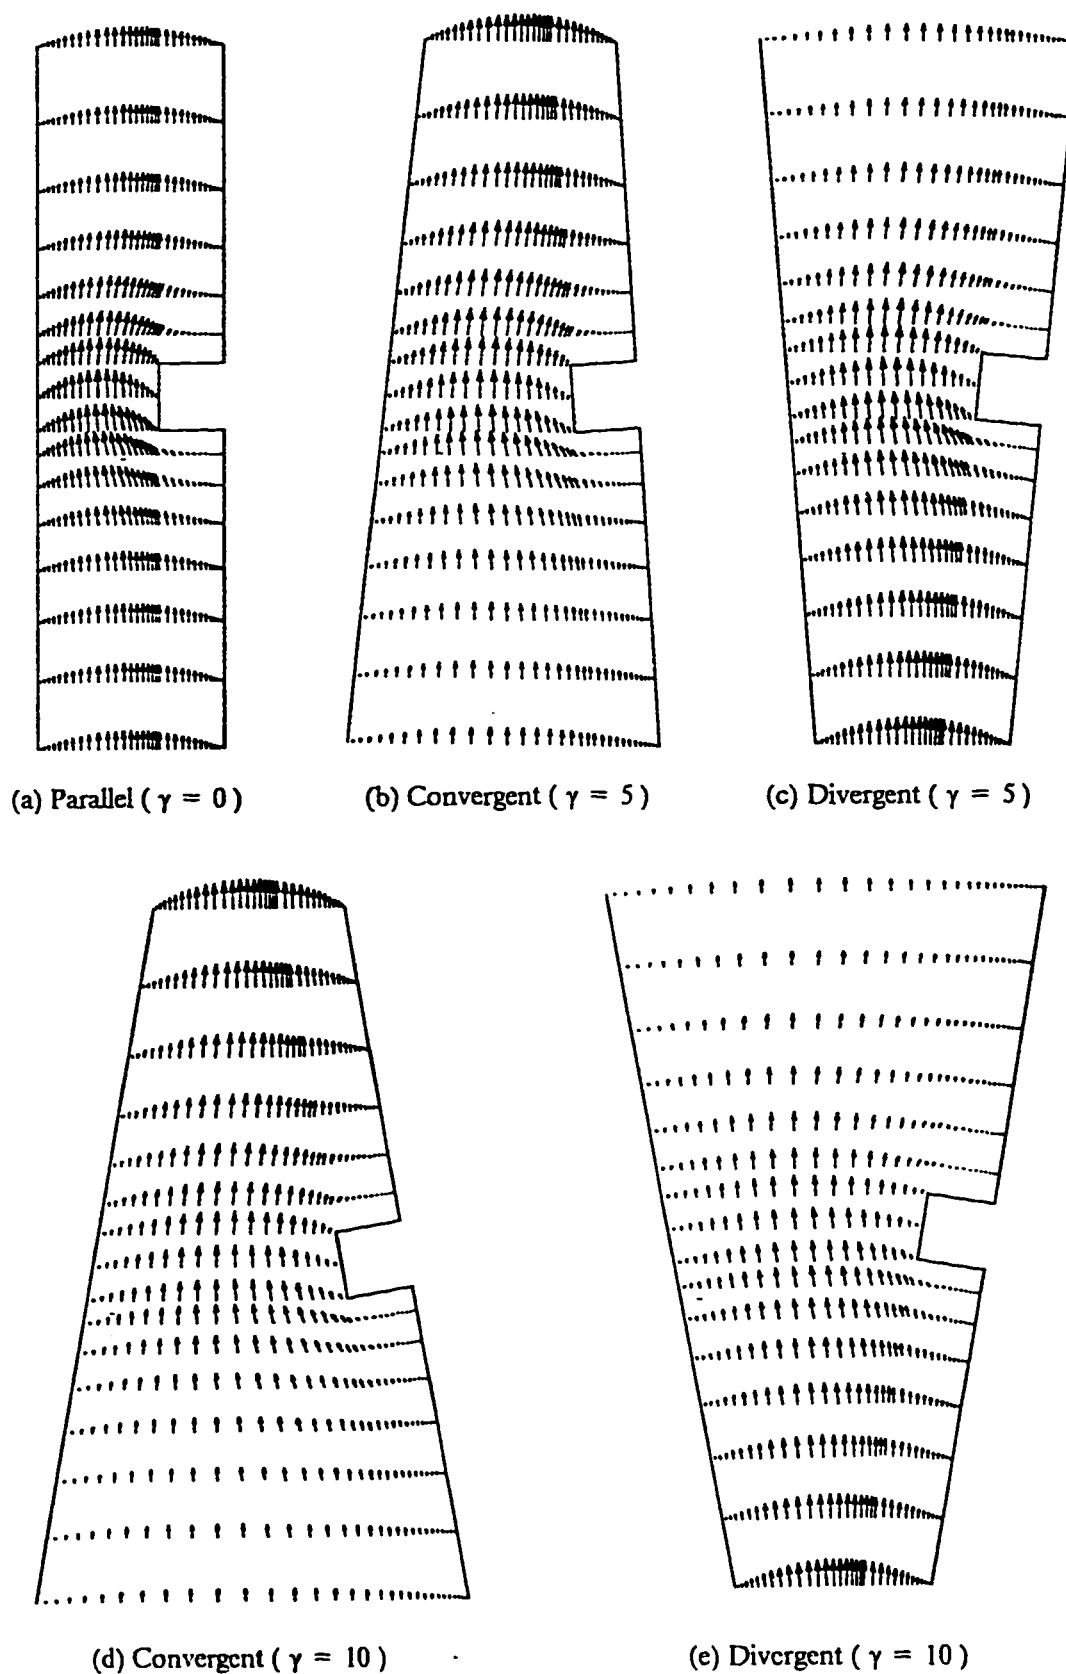 (a) Parallel ( γ = 0 )
(b) Convergent ( γ = 5 )
(c) Divergent ( γ = 5 )
(d) Convergent ( γ = 10 )
(e) Divergent ( γ = 10 )